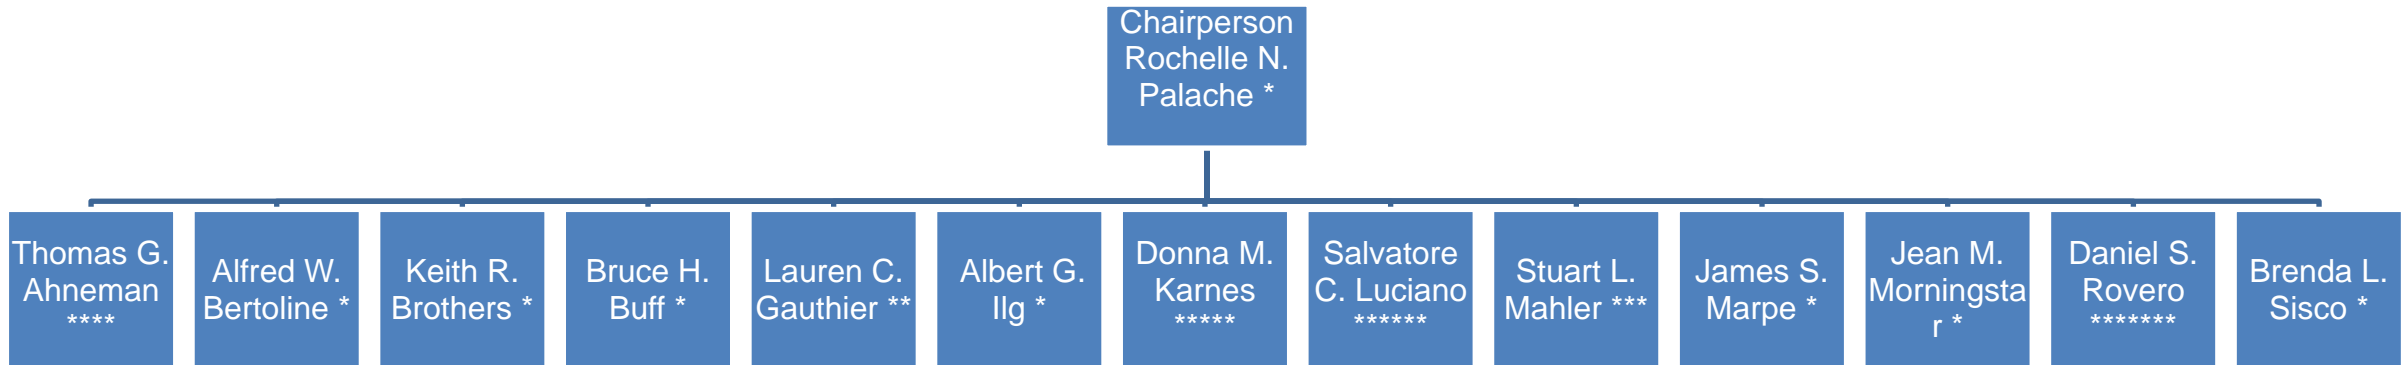 Chairperson
Rochelle N.
Palache *
Thomas G.
Ahneman
****
Alfred W.
Bertoline *
Keith R.
Brothers *
Bruce H.
Buff *
Lauren C.
Gauthier **
Albert G.
Ilg *
Donna M.
Karnes
*****
Salvatore
C. Luciano
******
Stuart L.
Mahler ***
James S.
Marpe *
Jean M.
Morningsta
r *
Daniel S.
Rovero
*******
Brenda L.
Sisco *